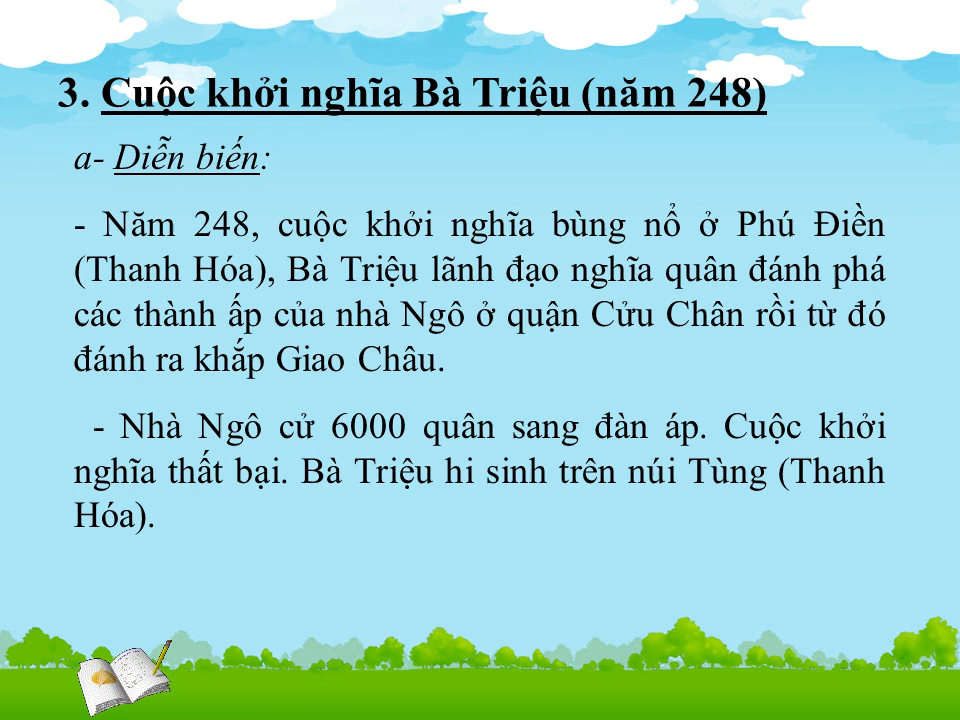 3. Cuộc khởi nghĩa Bà Triệu (năm 248)
a- Diễn biến:
- Năm 248, cuộc khởi nghĩa bùng nổ ở Phú Điền
(Thanh Hóa), Bà Triệu lãnh đạo nghĩa quân đánh phá
các thành ấp của nhà Ngô ở quận Cửu Chân rồi từ đó
đánh ra khắp Giao Châu.
- Nhà Ngô cử 6000 quân sang đàn áp. Cuộc khởi
nghĩa thất bại. Bà Triệu hi sinh trên núi Tùng (Thanh
Hóa).